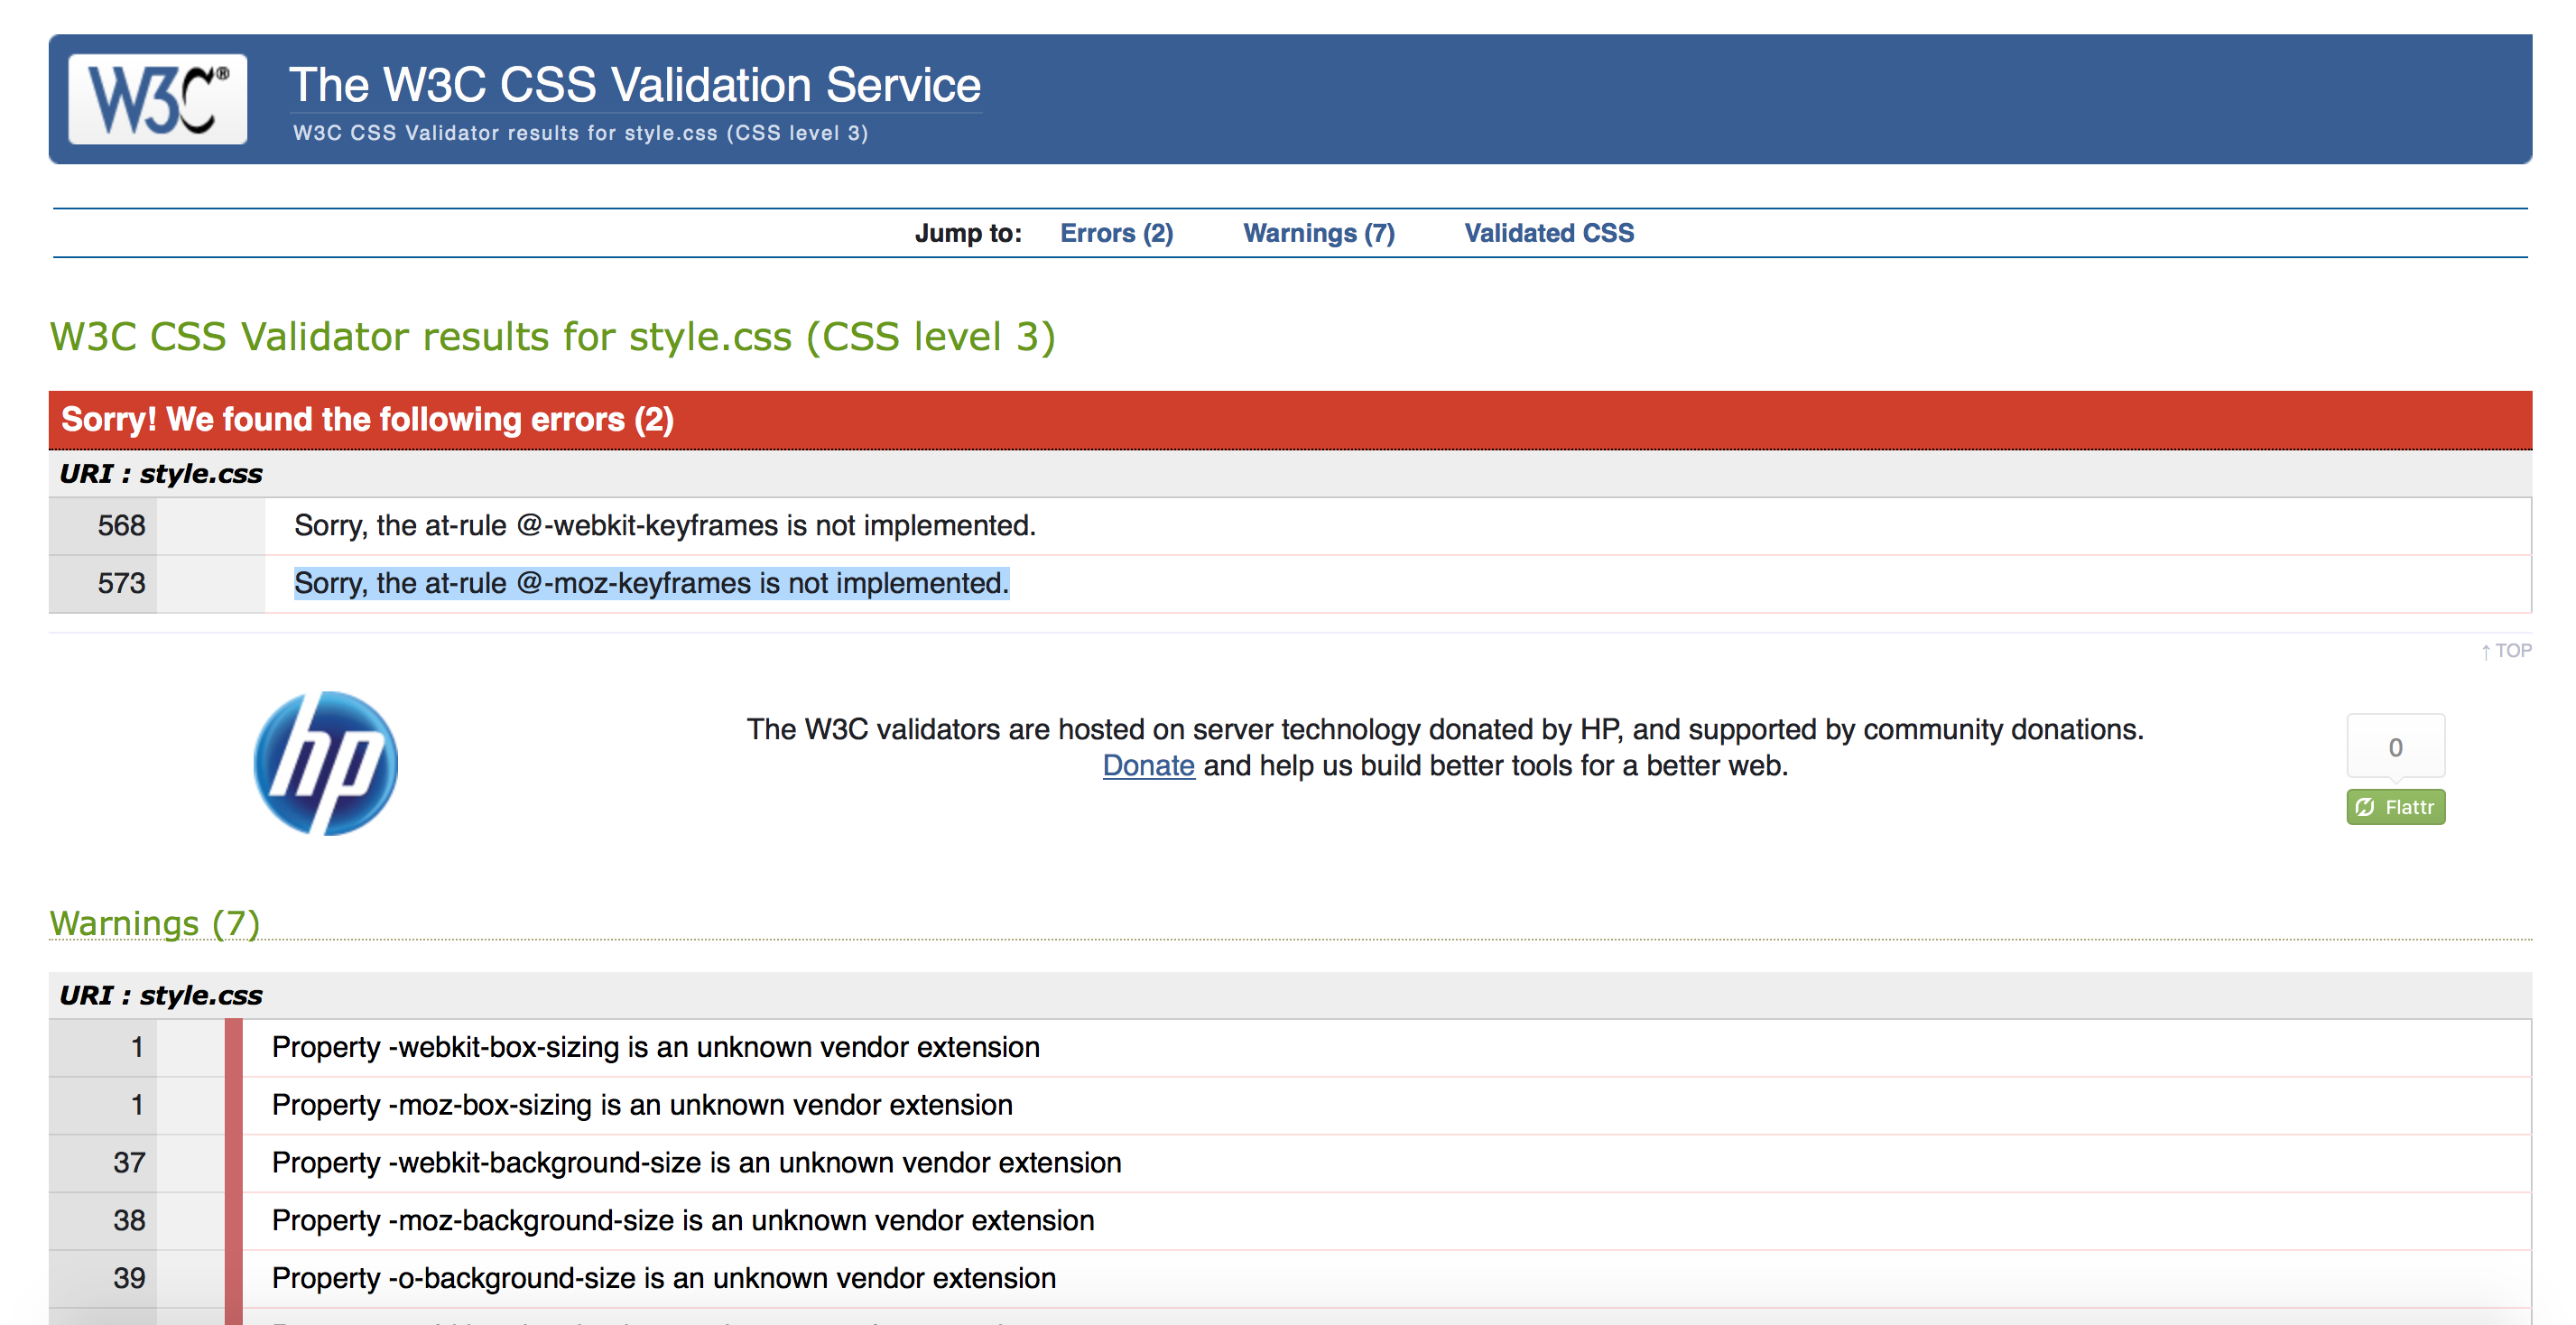 W3C®
The W3C CSS Validation Service
W3C CSS Validator results for style.css (CSS level 3)
Jump to: Errors (2) Warnings (7) Validated CSS
W3C CSS Validator results for style.css (CSS level 3)
Sorry! We found the following errors (2)
URI : style.css
568 Sorry, the at-rule @-webkit-keyframes is not implemented.
573 Sorry, the at-rule @-moz-keyframes is not implemented.
↑ TOP
hp
The W3C validators are hosted on server technology donated by HP, and supported by community donations.
Donate and help us build better tools for a better web.
0
Flattr
Warnings (7)
URI : style.css
1 Property -webkit-box-sizing is an unknown vendor extension
1 Property -moz-box-sizing is an unknown vendor extension
37 Property -webkit-background-size is an unknown vendor extension
38 Property -moz-background-size is an unknown vendor extension
39 Property -o-background-size is an unknown vendor extension